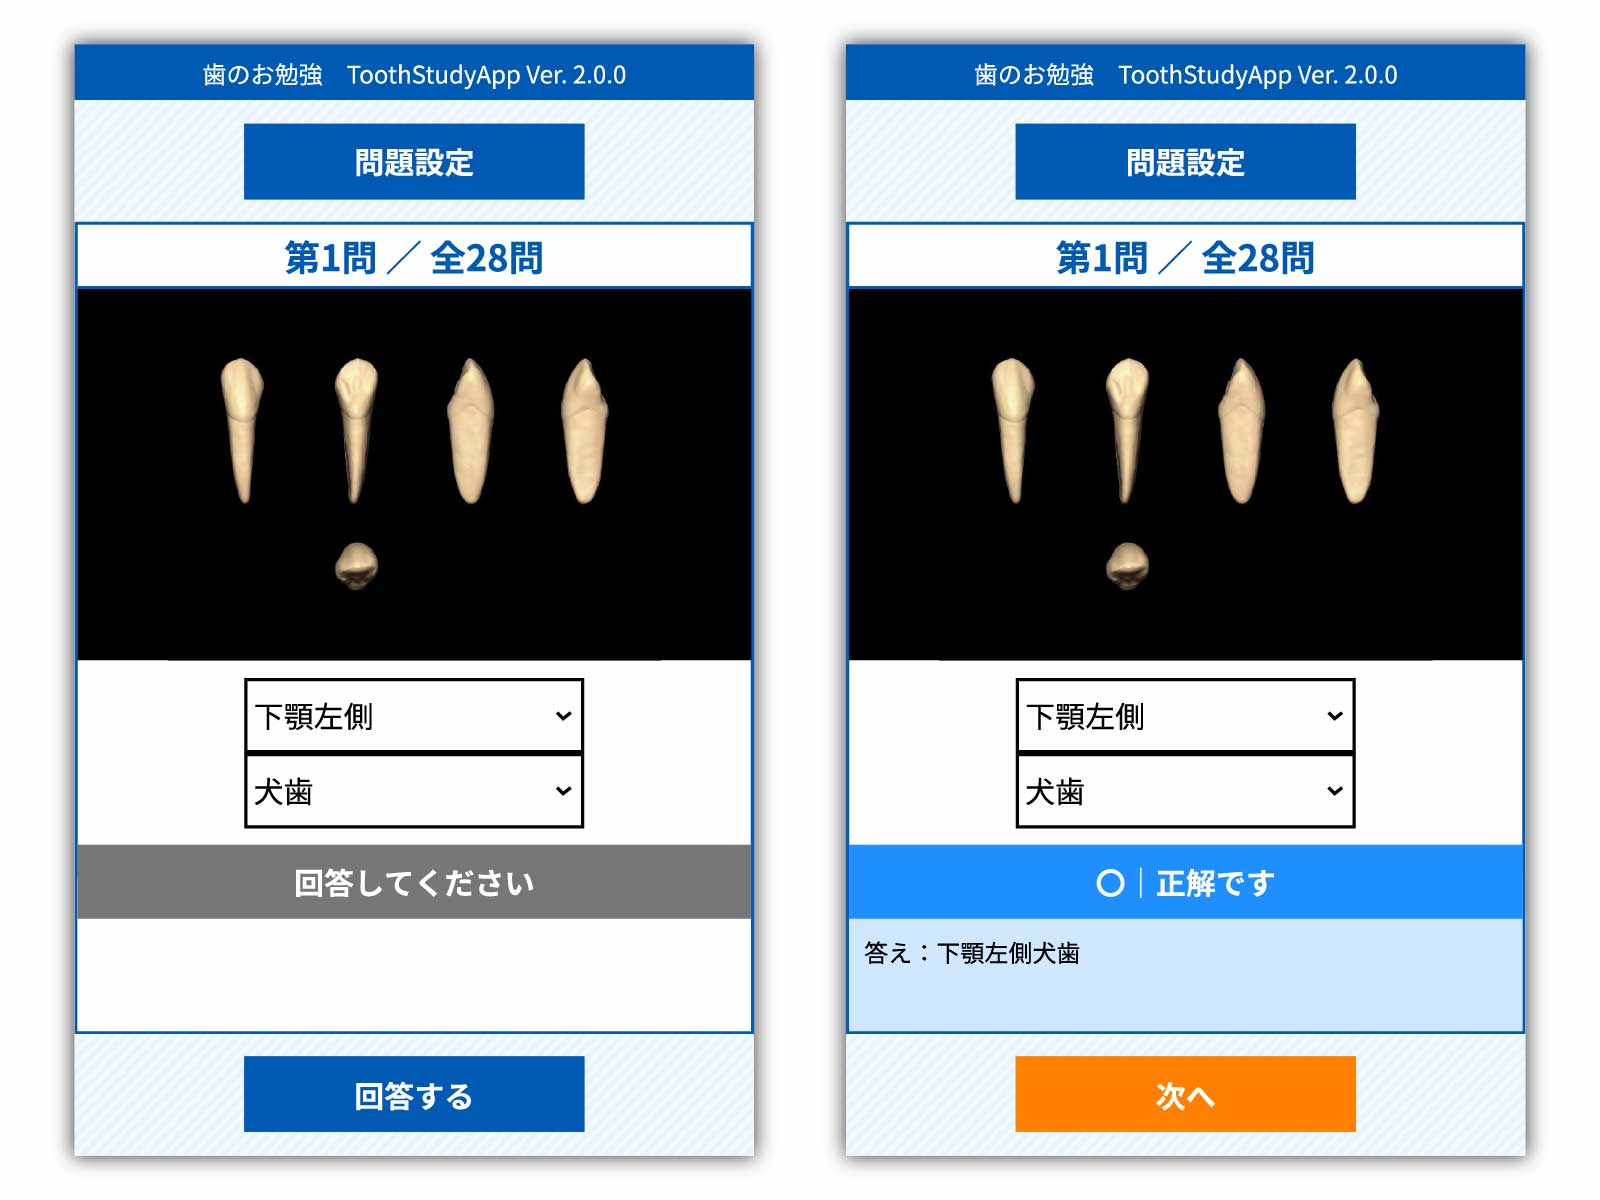 歯のお勉強　ToothStudyApp Ver. 2.0.0
問題設定
第1問 ／ 全28問
下顎左側
犬歯
回答してください
回答する
歯のお勉強　ToothStudyApp Ver. 2.0.0
問題設定
第1問 ／ 全28問
下顎左側
犬歯
〇｜正解です
答え：下顎左側犬歯
次へ